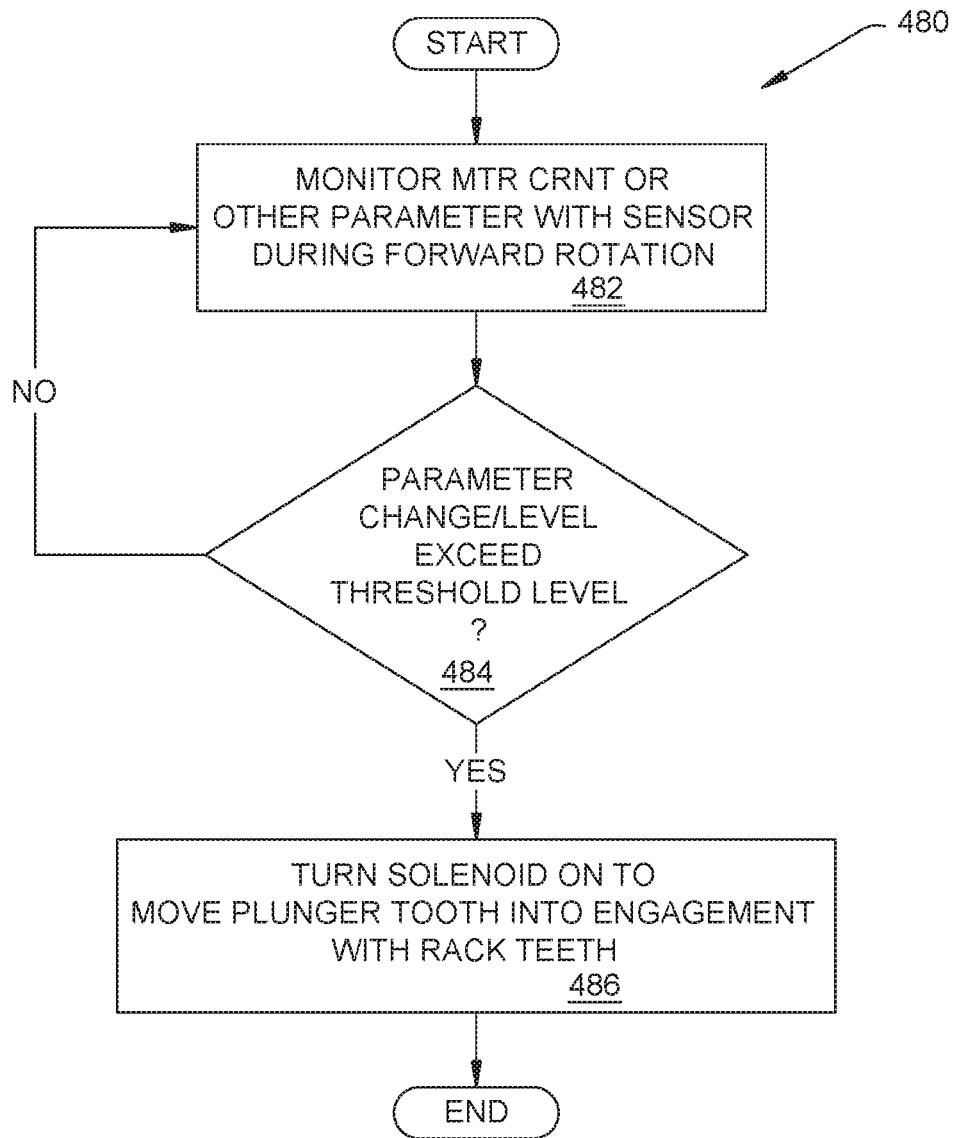 START
480
MONITOR MTR CRNT OR
OTHER PARAMETER WITH SENSOR
DURING FORWARD ROTATION
482
NO
PARAMETER
CHANGE/LEVEL
EXCEED
THRESHOLD LEVEL
?
484
YES
TURN SOLENOID ON TO
MOVE PLUNGER TOOTH INTO ENGAGEMENT
WITH RACK TEETH
486
END